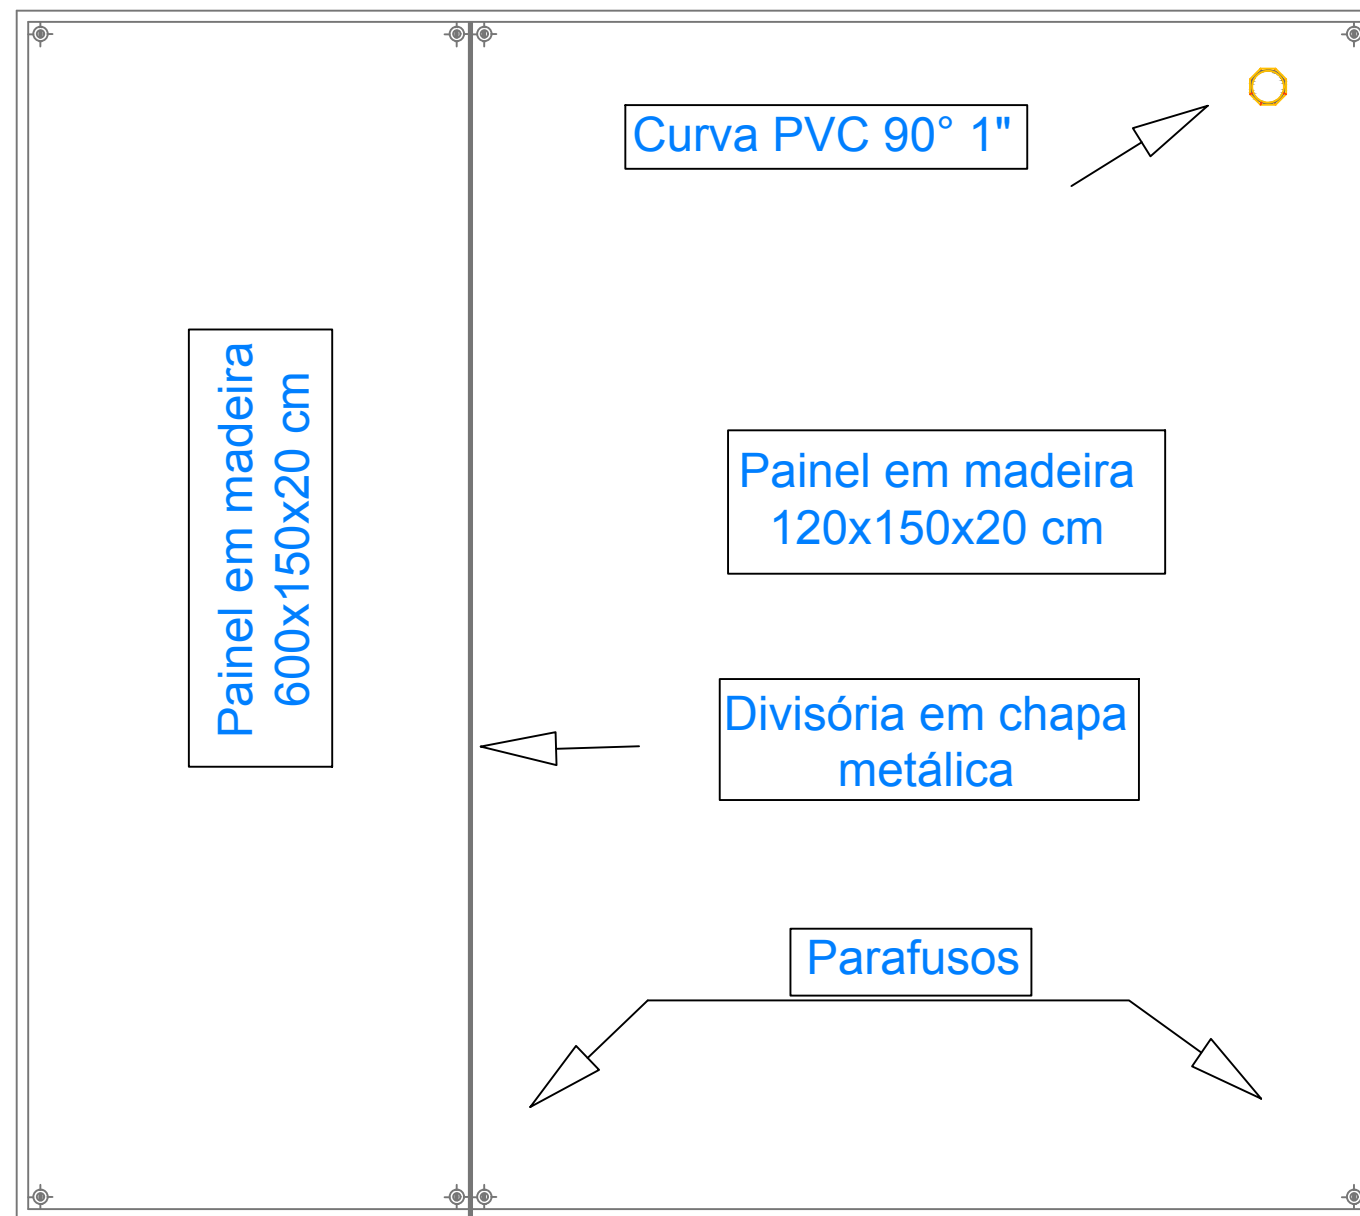 Curva PVC 90° 1"
Painel em madeira
600x150x20 cm
Painel em madeira
120x150x20 cm
Divisória em chapa
metálica
Parafusos